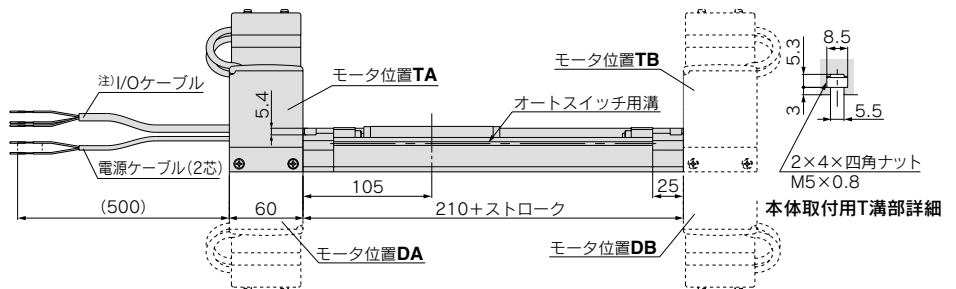 注)I/Oケーブル
電源ケーブル(2芯)
モータ位置TA
5.4
オートスイッチ用溝
モータ位置TB
8.5
5.3
3
5.5
2×4×四角ナット
M5×0.8
本体取付用T溝部詳細
105
25
(500)
60
210+ストローク
モータ位置DA
モータ位置DB